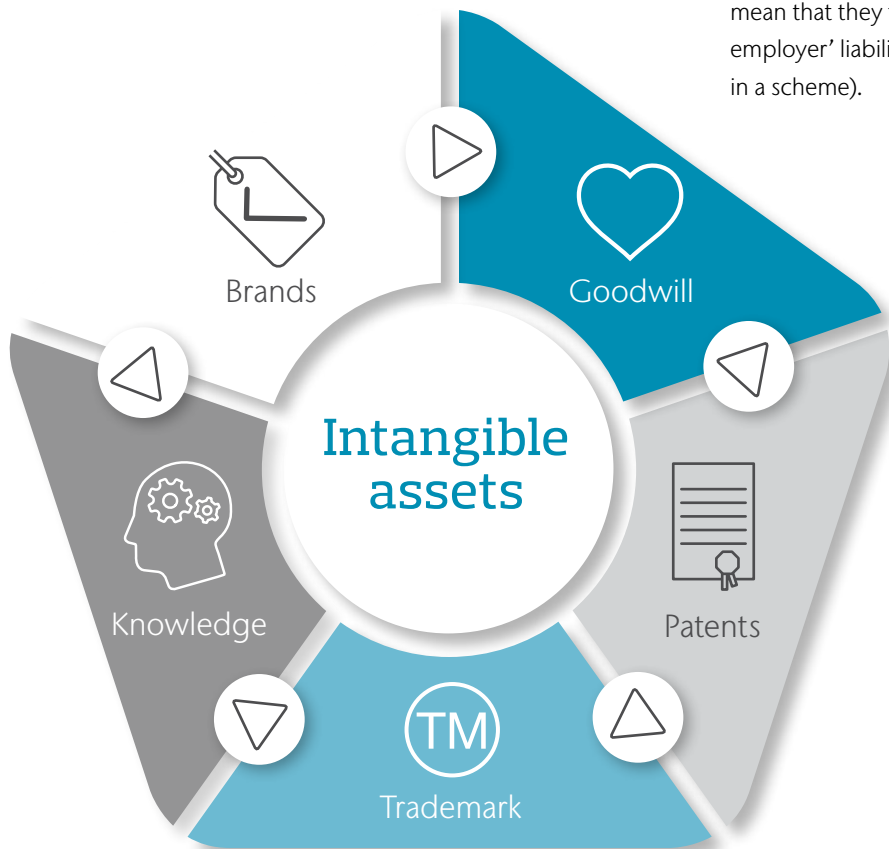 mean that they
employer’ liabili
in a scheme).
Brands
Goodwill
Intangible
assets
Knowledge
Patents
TM
Trademark